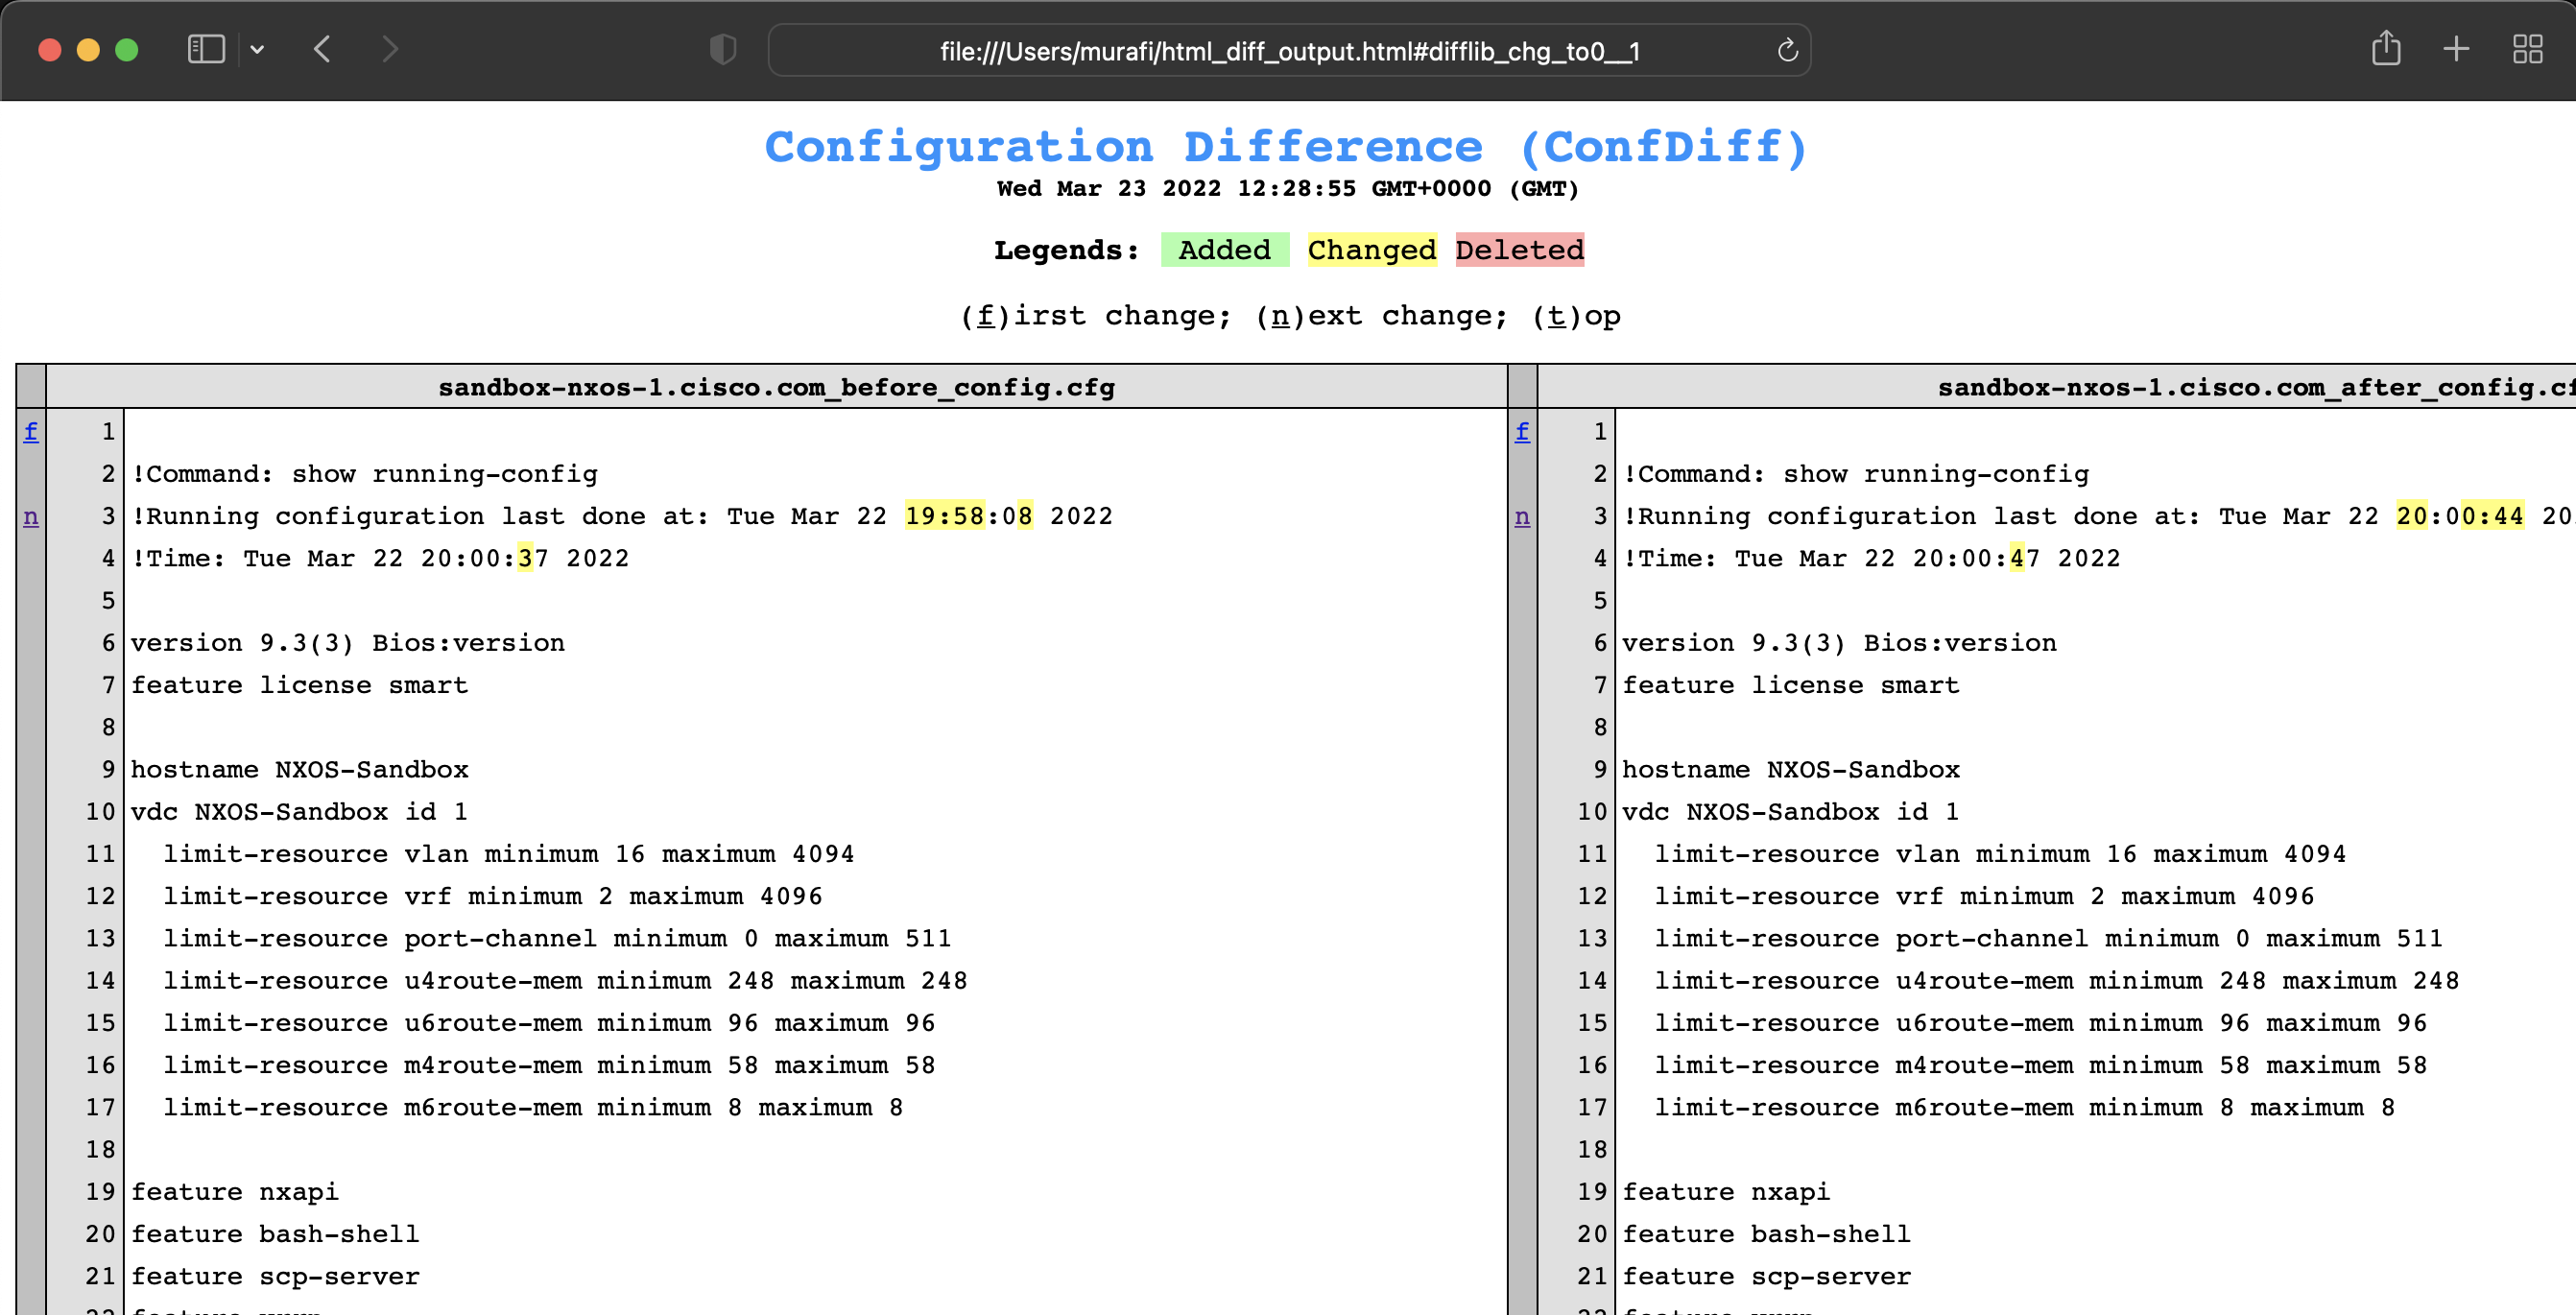 file:///Users/murafi/html_diff_output.html#difflib_chg_to0__1
Configuration Difference (ConfDiff)
Wed Mar 23 2022 12:28:55 GMT+0000 (GMT)
Legends: Added Changed Deleted
(f)irst change; (n)ext change; (t)op
sandbox-nxos-1.cisco.com_before_config.cfg
f 1
2 !Command: show running-config
n 3 !Running configuration last done at: Tue Mar 22 19:58:08 2022
4 !Time: Tue Mar 22 20:00:37 2022
5
6 version 9.3(3) Bios:version
7 feature license smart
8
9 hostname NXOS-Sandbox
10 vdc NXOS-Sandbox id 1
11 limit-resource vlan minimum 16 maximum 4094
12 limit-resource vrf minimum 2 maximum 4096
13 limit-resource port-channel minimum 0 maximum 511
14 limit-resource u4route-mem minimum 248 maximum 248
15 limit-resource u6route-mem minimum 96 maximum 96
16 limit-resource m4route-mem minimum 58 maximum 58
17 limit-resource m6route-mem minimum 8 maximum 8
18
19 feature nxapi
20 feature bash-shell
21 feature scp-server
sandbox-nxos-1.cisco.com_after_config.cf
f 1
2 !Command: show running-config
n 3 !Running configuration last done at: Tue Mar 22 20:00:44 20
4 !Time: Tue Mar 22 20:00:47 2022
5
6 version 9.3(3) Bios:version
7 feature license smart
8
9 hostname NXOS-Sandbox
10 vdc NXOS-Sandbox id 1
11 limit-resource vlan minimum 16 maximum 4094
12 limit-resource vrf minimum 2 maximum 4096
13 limit-resource port-channel minimum 0 maximum 511
14 limit-resource u4route-mem minimum 248 maximum 248
15 limit-resource u6route-mem minimum 96 maximum 96
16 limit-resource m4route-mem minimum 58 maximum 58
17 limit-resource m6route-mem minimum 8 maximum 8
18
19 feature nxapi
20 feature bash-shell
21 feature scp-server